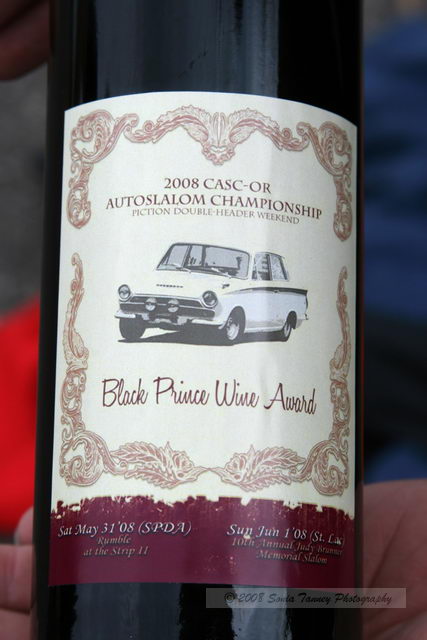 2008 CASC-OR
AUTOSLALOM CHAMPIONSHIP
PICTION DOUBLE-HEADER WEEKEND
Black Prince Wine Award
Sat May 31'08 (SPDA)
Rumble
at the Strip II
Sun Jun 1'08 (St. Lac)
10th Annual Judy Brunner
Memorial Slalom
©2008 Sonia Tanney Photography